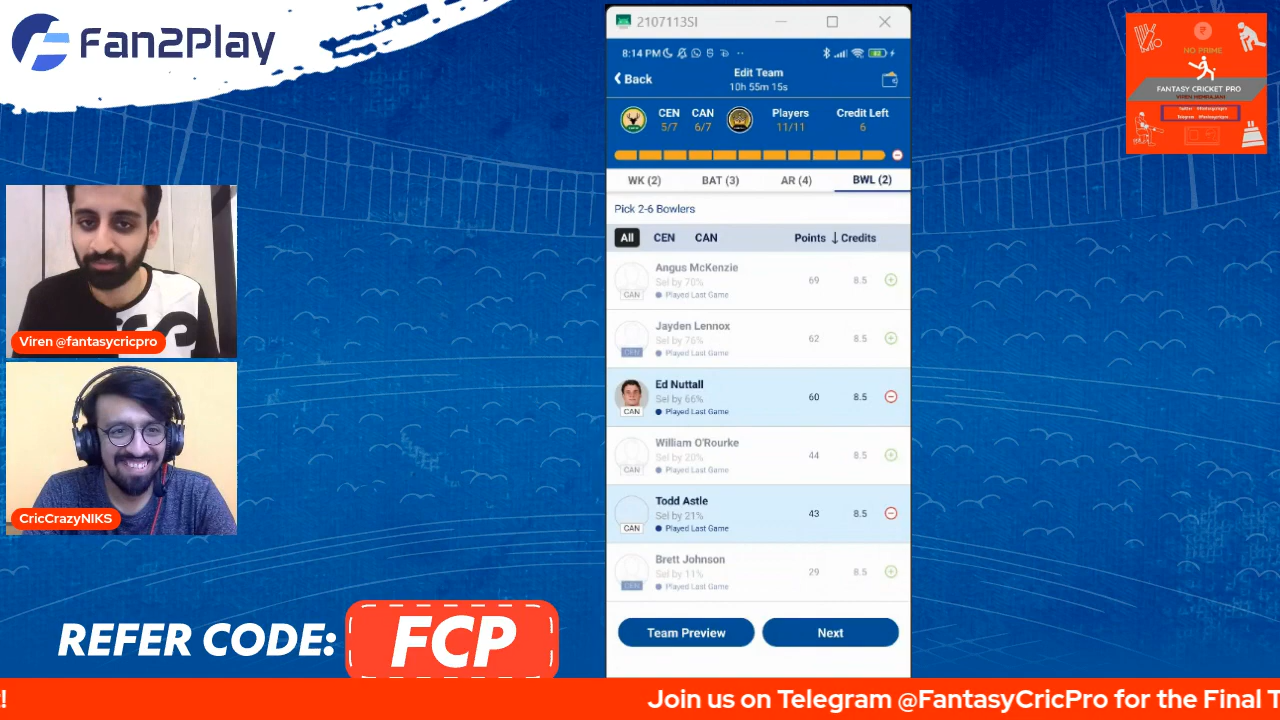 Fan2Play
Viren @fantasycricpro
CricCrazyNIKS
REFER CODE: FCP
2107113SI
8:14 PM
Back
Edit Team
10h 55m 15s
CEN CAN Players Credit Left
5/7 6/7 11/11 6
WK (2) BAT (3) AR (4) BWL (2)
Pick 2-6 Bowlers
All CEN CAN Points ↓ Credits
Angus McKenzie
Sel by 70%
Played Last Game
CAN
69 8.5
Jayden Lennox
Sel by 76%
Played Last Game
CEN
62 8.5
Ed Nuttall
Sel by 66%
Played Last Game
CAN
60 8.5
William O'Rourke
Sel by 20%
Played Last Game
CAN
44 8.5
Todd Astle
Sel by 21%
Played Last Game
CAN
43 8.5
Brett Johnson
Sel by 11%
Played Last Game
CEN
29 8.5
Team Preview Next
NO PRIME
FANTASY CRICKET PRO
! Join us on Telegram @FantasyCricPro for the Final T